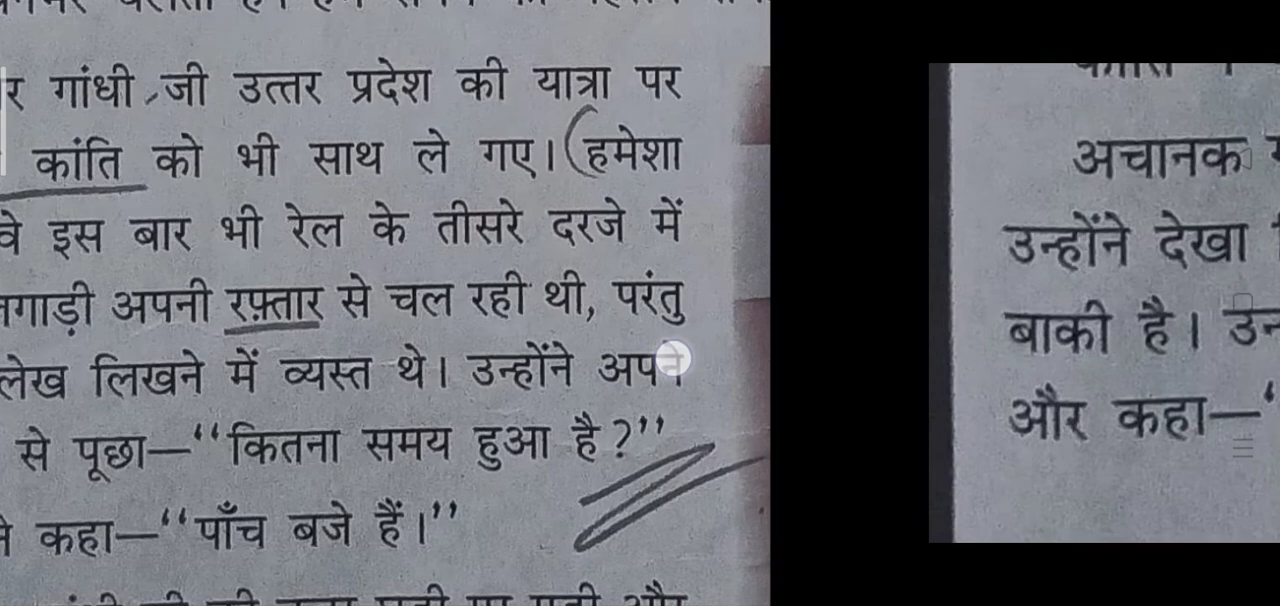 र गांधी जी उत्तर प्रदेश की यात्रा पर
कांति को भी साथ ले गए। (हमेशा
वे इस बार भी रेल के तीसरे दरजे में
गाड़ी अपनी रफ़्तार से चल रही थी, परंतु
लेख लिखने में व्यस्त थे। उन्होंने अपने
से पूछा—“कितना समय हुआ है?”
ने कहा—“पाँच बजे हैं।”
अचानक
उन्होंने देखा
बाकी है।
और कहा—‘